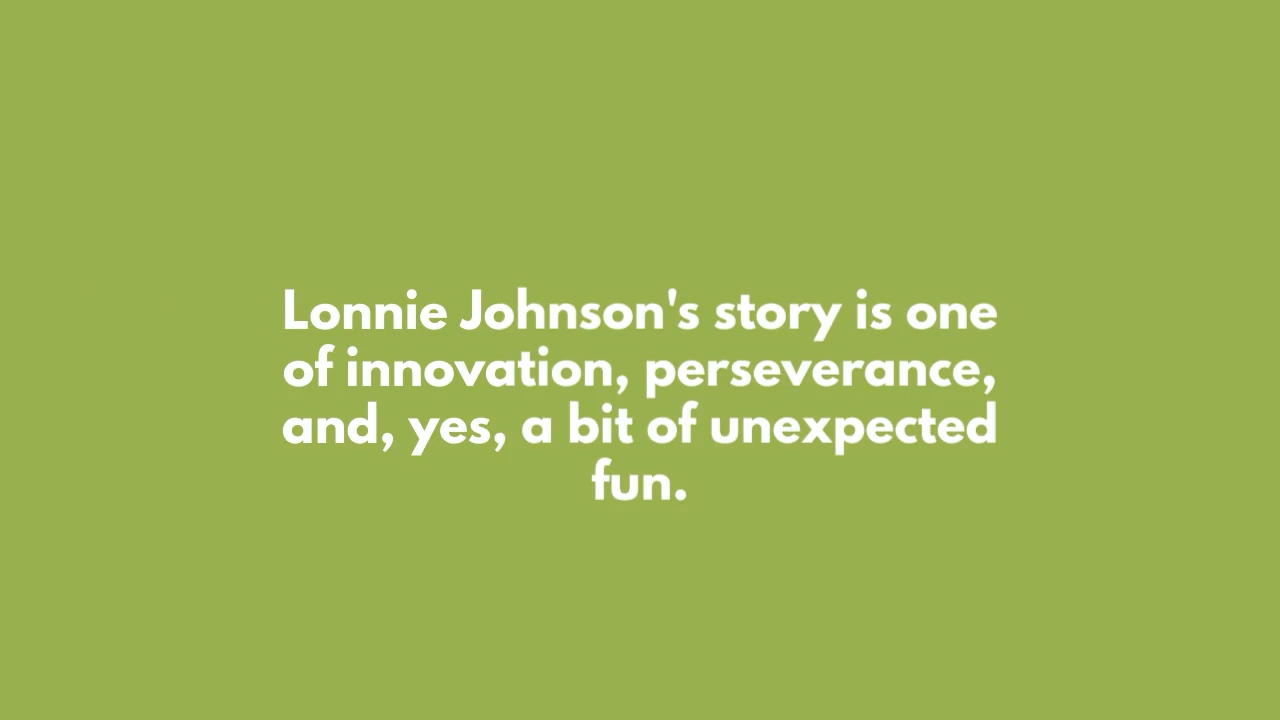 Lonnie Johnson's story is one
of innovation, perseverance,
and, yes, a bit of unexpected
fun.